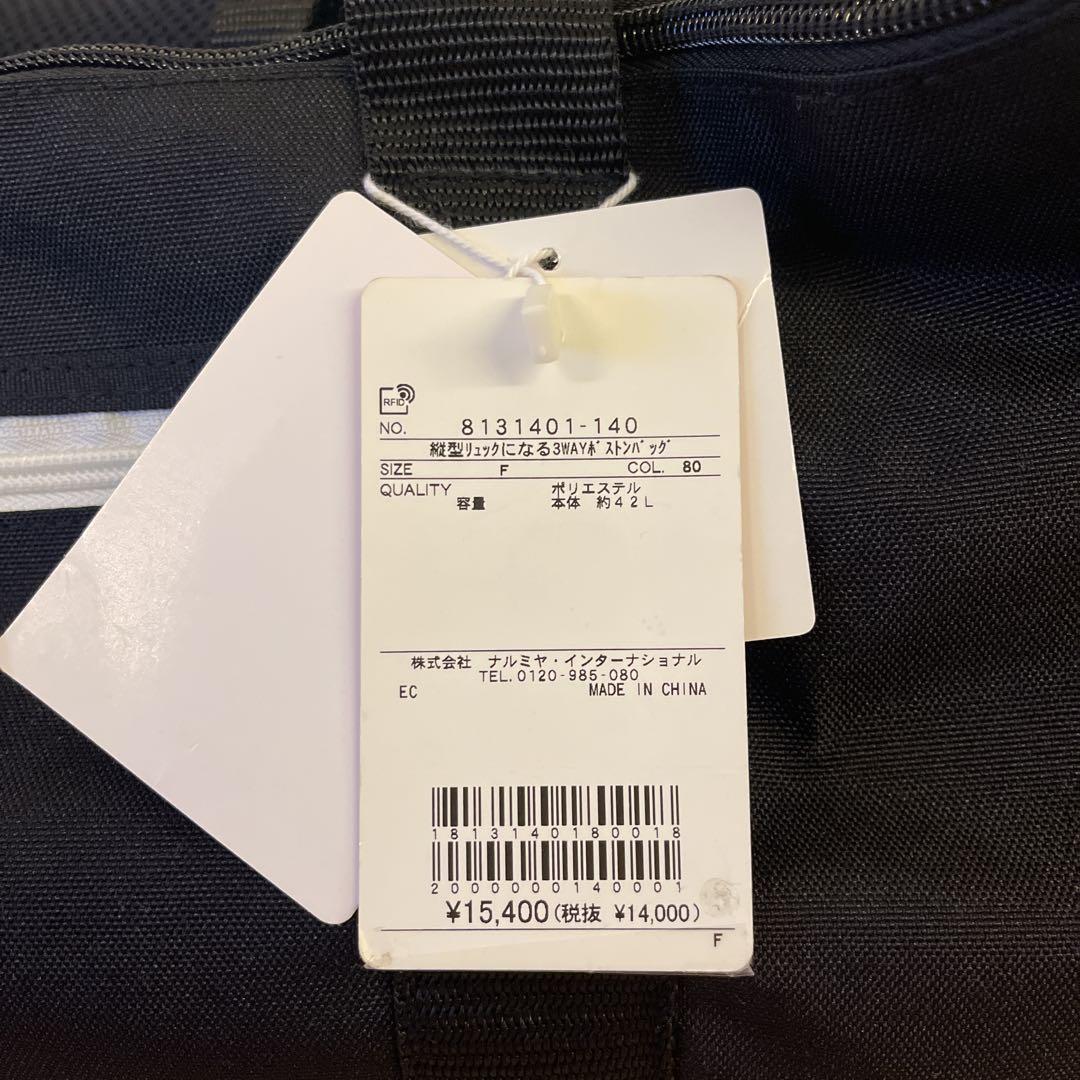 RFID
NO. 8131401-140
縦型リュックになる3WAYボストンバッグ
SIZE F COL. 80
QUALITY ポリエステル
容量 本体 約42L
株式会社 ナルミヤ・インターナショナル
TEL.0120-985-080
EC MADE IN CHINA
1813140180018
2000000140001
¥15,400(税抜 ¥14,000)
F